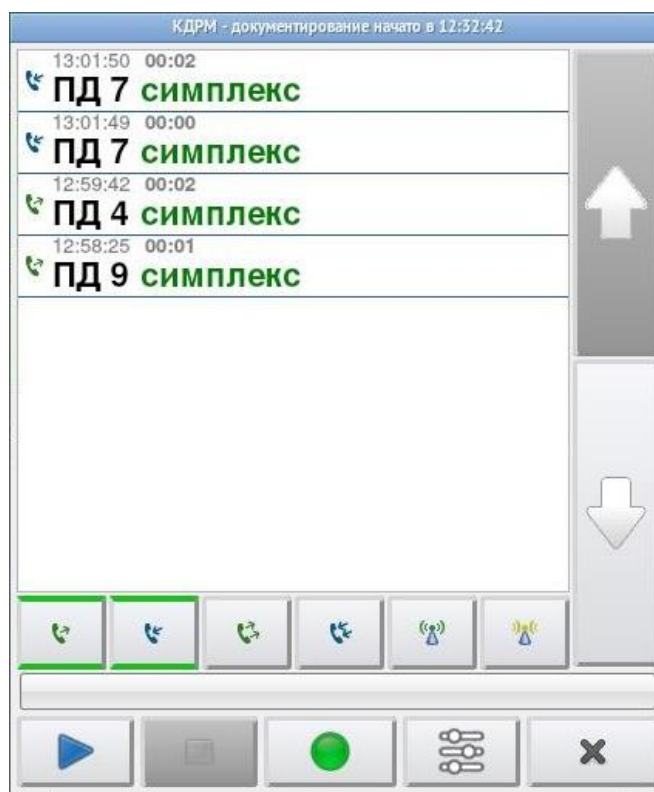 КДРМ - документирование начато в 12:32:42
13:01:50 00:02
ПД 7 симплекс
13:01:49 00:00
ПД 7 симплекс
12:59:42 00:02
ПД 4 симплекс
12:58:25 00:01
ПД 9 симплекс